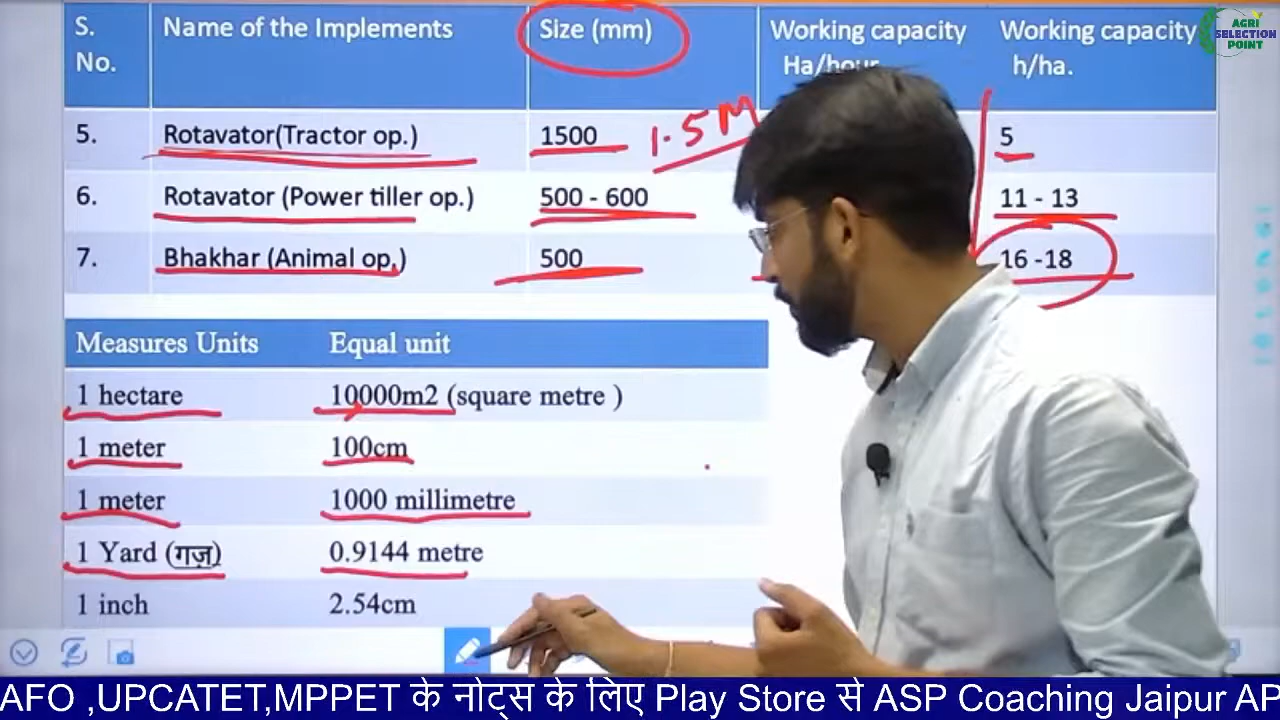 S. No.
Name of the Implements
Size (mm)
Working capacity
Ha/hour
Working capacity
h/ha.
AGRI
SELECTION
POINT
5. Rotavator(Tractor op.) 1500 1.5 M 5
6. Rotavator (Power tiller op.) 500 - 600 11 - 13
7. Bhakhar (Animal op.) 500 16 -18
Measures Units Equal unit
1 hectare 10000m2 (square metre )
1 meter 100cm
1 meter 1000 millimetre
1 Yard (गज़) 0.9144 metre
1 inch 2.54cm
AFO ,UPCATET,MPPET के नोट्स के लिए Play Store से ASP Coaching Jaipur AP